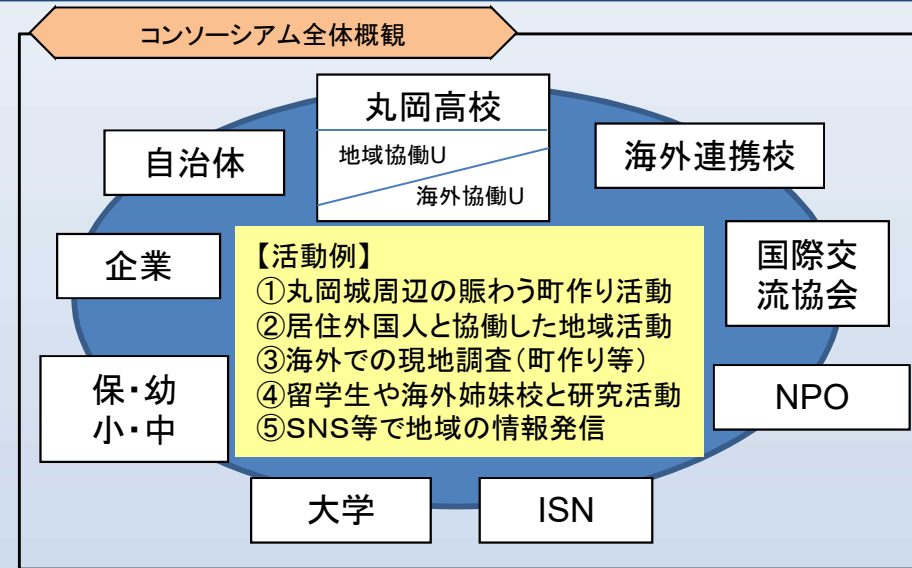 コンソーシアム全体概観
丸岡高校
地域協働U
海外協働U
自治体
海外連携校
企業
国際交
流協会
【活動例】
①丸岡城周辺の賑わう町作り活動
②居住外国人と協働した地域活動
③海外での現地調査（町作り等）
④留学生や海外姉妹校と研究活動
⑤SNS等で地域の情報発信
保・幼
小・中
NPO
大学
ISN